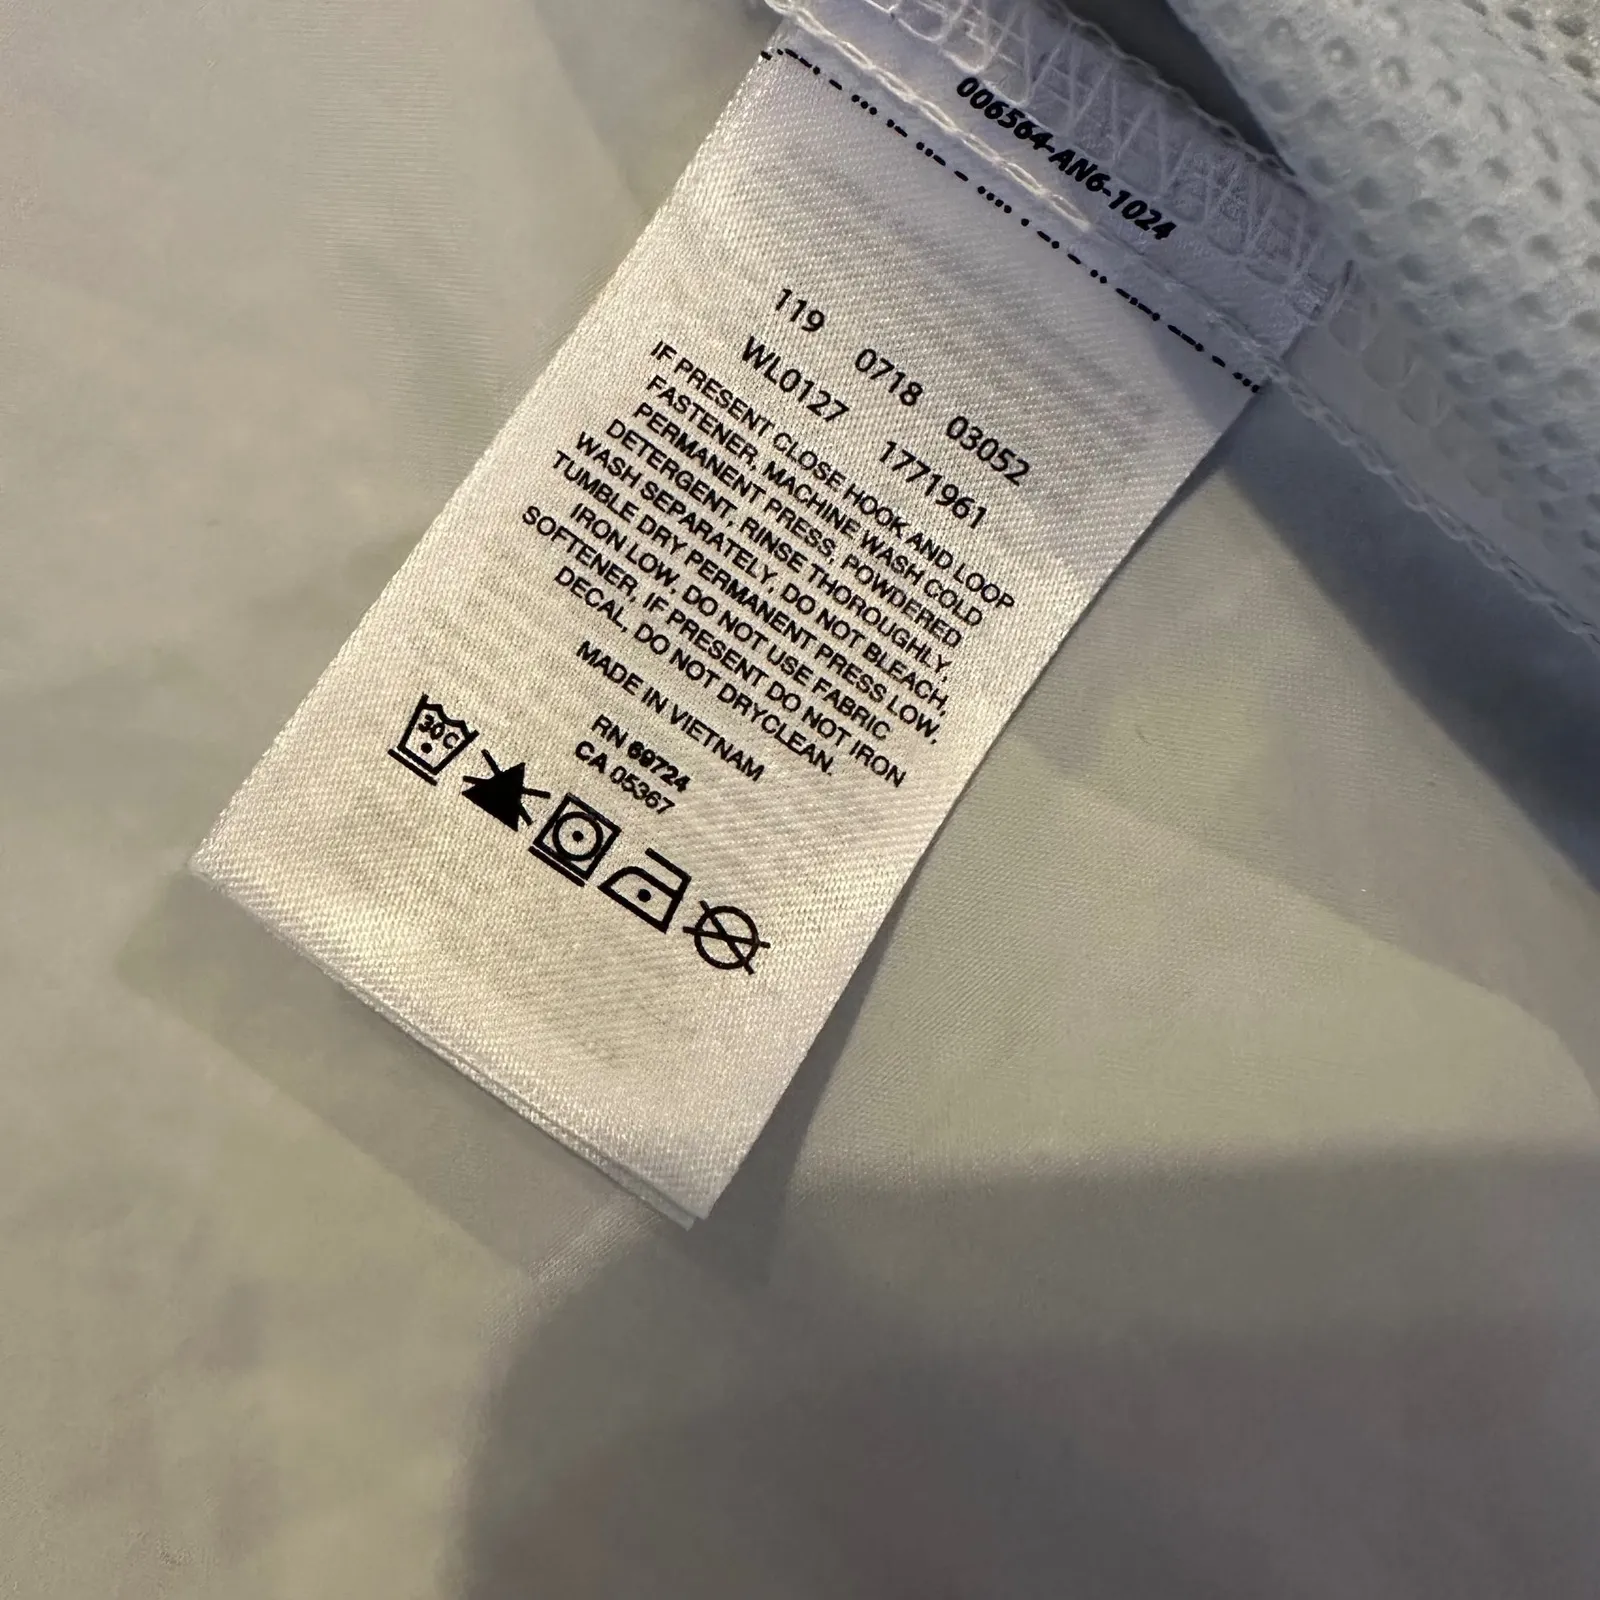 006564-AN6-1024
119 0718 03052
WL0127 1771961
IF PRESENT CLOSE HOOK AND LOOP
FASTENER, MACHINE WASH COLD
PERMANENT PRESS, POWDERED
DETERGENT, RINSE THOROUGHLY,
WASH SEPARATELY, DO NOT BLEACH,
TUMBLE DRY PERMANENT PRESS LOW,
IRON LOW, DO NOT USE FABRIC
SOFTENER, IF PRESENT DO NOT IRON
DECAL, DO NOT DRYCLEAN.
MADE IN VIETNAM
RN 69724
CA 05367
30C